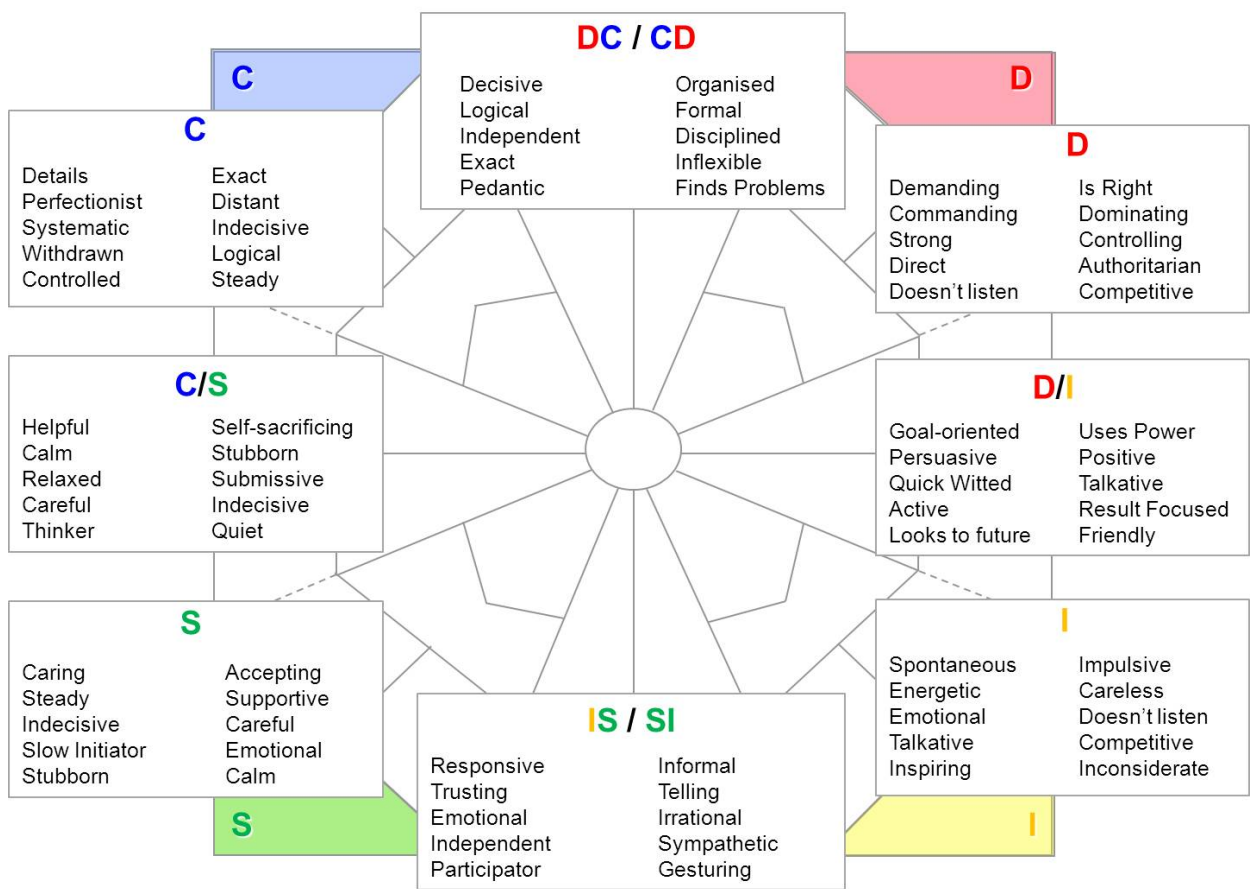 DC / CD
Decisive Organised
Logical Formal
Independent Disciplined
Exact Inflexible
Pedantic Finds Problems
C
D
C
Details Exact
Perfectionist Distant
Systematic Indecisive
Withdrawn Logical
Controlled Steady
D
Demanding Is Right
Commanding Dominating
Strong Controlling
Direct Authoritarian
Doesn't listen Competitive
C/S
Helpful Self-sacrificing
Calm Stubborn
Relaxed Submissive
Careful Indecisive
Thinker Quiet
D/I
Goal-oriented Uses Power
Persuasive Positive
Quick Witted Talkative
Active Result Focused
Looks to future Friendly
S
Caring Accepting
Steady Supportive
Indecisive Careful
Slow Initiator Emotional
Stubborn Calm
IS / SI
Responsive Informal
Trusting Telling
Emotional Irrational
Independent Sympathetic
Participator Gesturing
I
Spontaneous Impulsive
Energetic Careless
Emotional Doesn't listen
Talkative Competitive
Inspiring Inconsiderate
S
I